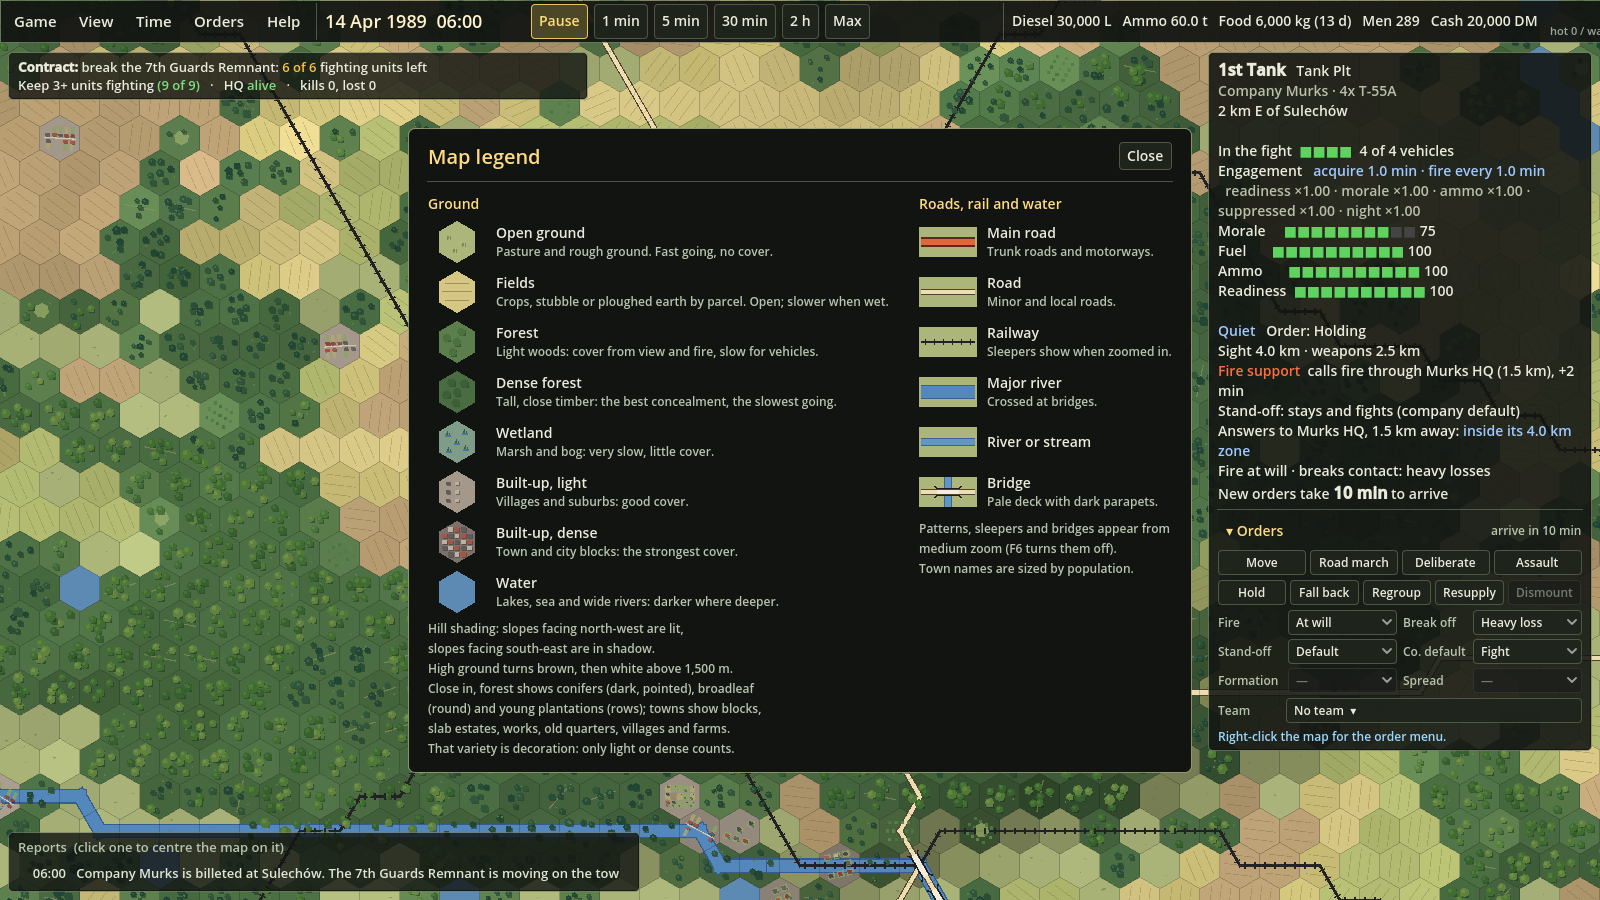 Game View Time Orders Help 14 Apr 1989 06:00 Pause 1 min 5 min 30 min 2 h Max Diesel 30,000 L Ammo 60.0 t Food 6,000 kg (13 d) Men 289 Cash 20,000 DM
hot 0 /
Contract: break the 7th Guards Remnant: 6 of 6 fighting units left
Keep 3+ units fighting (9 of 9) · HQ alive · kills 0, lost 0
Map legend Close
Ground
Open ground
Pasture and rough ground. Fast going, no cover.
Fields
Crops, stubble or ploughed earth by parcel. Open; slower when wet.
Forest
Light woods: cover from view and fire, slow for vehicles.
Dense forest
Tall, close timber: the best concealment, the slowest going.
Wetland
Marsh and bog: very slow, little cover.
Built-up, light
Villages and suburbs: good cover.
Built-up, dense
Town and city blocks: the strongest cover.
Water
Lakes, sea and wide rivers: darker where deeper.
Hill shading: slopes facing north-west are lit,
slopes facing south-east are in shadow.
High ground turns brown, then white above 1,500 m.
Close in, forest shows conifers (dark, pointed), broadleaf
(round) and young plantations (rows); towns show blocks,
slab estates, works, old quarters, villages and farms.
That variety is decoration: only light or dense counts.
Roads, rail and water
Main road
Trunk roads and motorways.
Road
Minor and local roads.
Railway
Sleepers show when zoomed in.
Major river
Crossed at bridges.
River or stream
Bridge
Pale deck with dark parapets.
Patterns, sleepers and bridges appear from
medium zoom (F6 turns them off).
Town names are sized by population.
1st Tank Tank Plt
Company Murks · 4x T-55A
2 km E of Sulechów
In the fight 4 of 4 vehicles
Engagement acquire 1.0 min · fire every 1.0 min
readiness ×1.00 · morale ×1.00 · ammo ×1.00 ·
suppressed ×1.00 · night ×1.00
Morale 75
Fuel 100
Ammo 100
Readiness 100
Quiet Order: Holding
Sight 4.0 km · weapons 2.5 km
Fire support calls fire through Murks HQ (1.5 km), +2
min
Stand-off: stays and fights (company default)
Answers to Murks HQ, 1.5 km away: inside its 4.0 km
zone
Fire at will · breaks contact: heavy losses
New orders take 10 min to arrive
▾ Orders arrive in 10 min
Move Road march Deliberate Assault
Hold Fall back Regroup Resupply Dismount
Fire At will Break off Heavy loss
Stand-off Default Co. default Fight
Formation — Spread —
Team No team ▾
Right-click the map for the order menu.
Reports (click one to centre the map on it)
06:00 Company Murks is billeted at Sulechów. The 7th Guards Remnant is moving on the tow